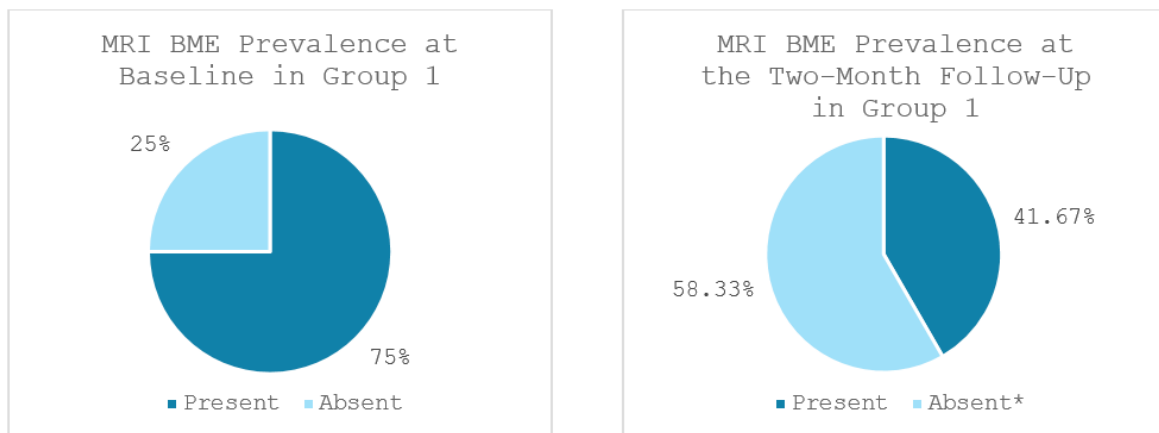 MRI BME Prevalence at
Baseline in Group 1
25%
75%
Present Absent
MRI BME Prevalence at
the Two-Month Follow-Up
in Group 1
41.67%
58.33%
Present Absent*